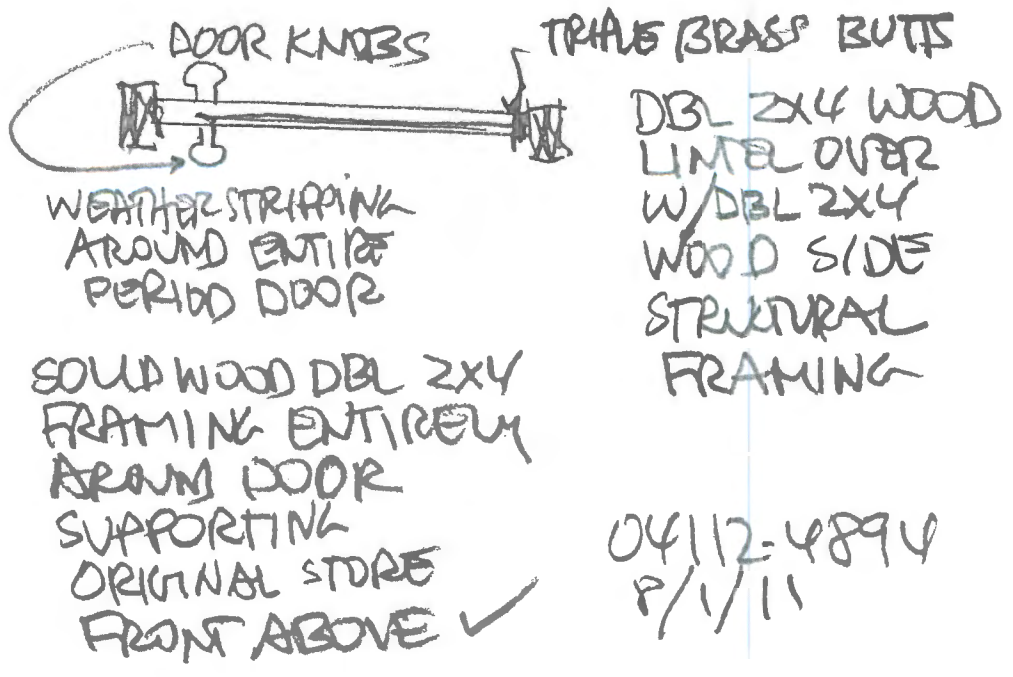 DOOR KNOBS
TRIPLE BRASS BUTTS
WEATHERSTRIPPING
AROUND ENTIRE
PERIOD DOOR
DBL 2X4 WOOD
LINTEL OVER
W/DBL 2X4
WOOD SIDE
STRUCTURAL
FRAMING
SOLID WOOD DBL 2X4
FRAMING ENTIRELY
AROUND DOOR
SUPPORTING
ORIGINAL STORE
FRONT ABOVE ✓
04112-4894
8/1/11